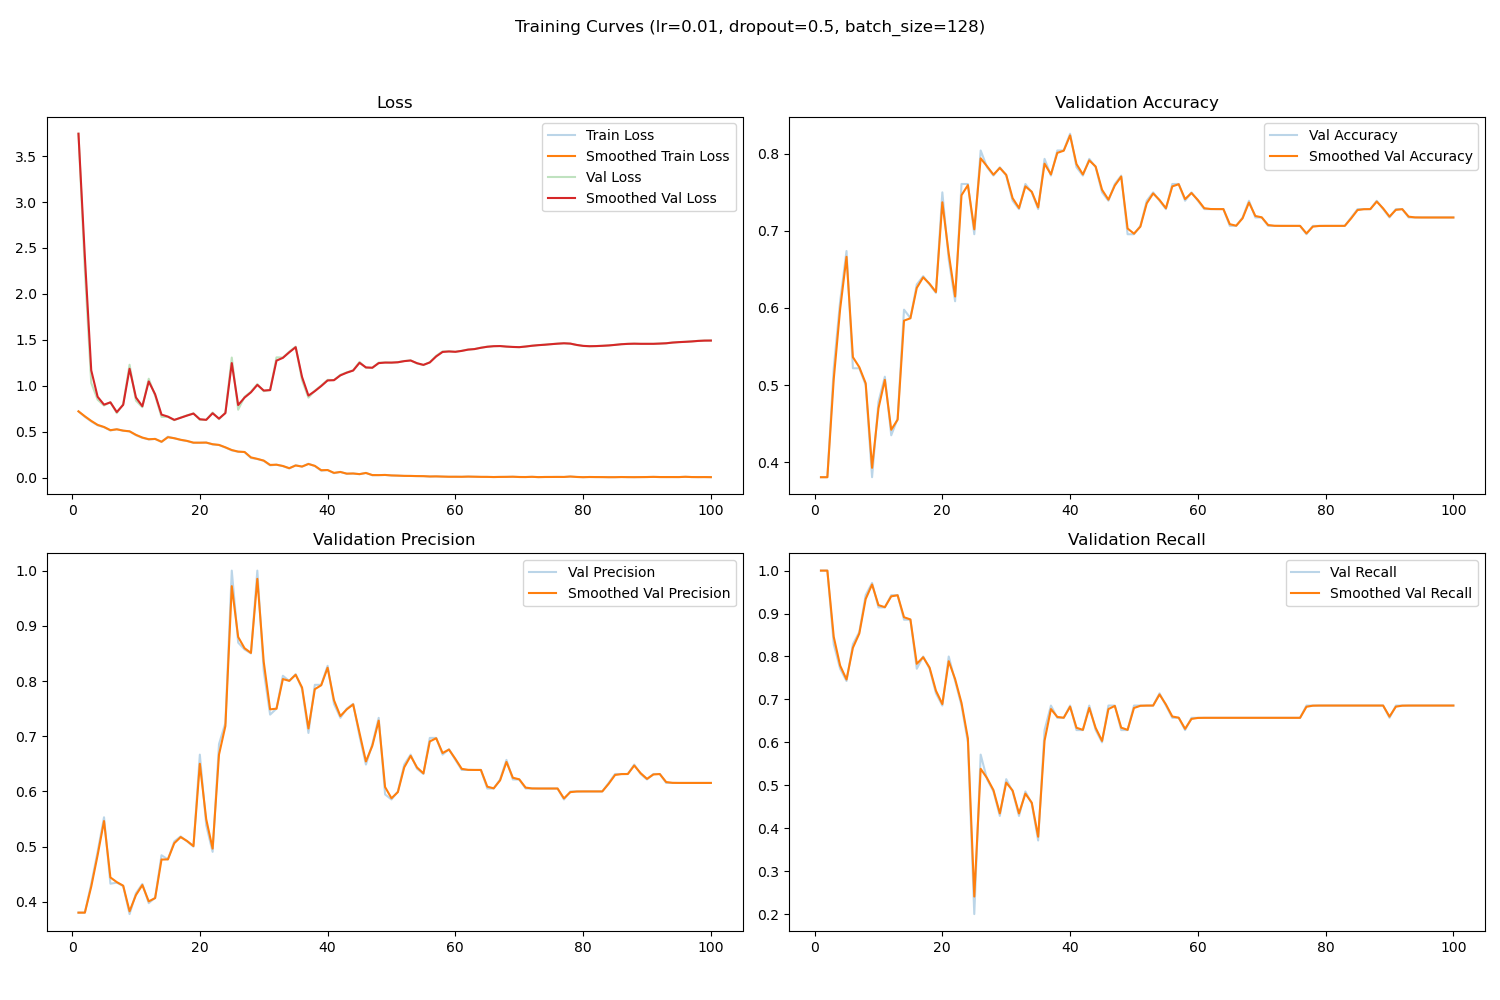 Training Curves (lr=0.01, dropout=0.5, batch_size=128)
Loss
Train Loss
Smoothed Train Loss
Val Loss
Smoothed Val Loss
3.5
3.0
2.5
2.0
1.5
1.0
0.5
0.0
0 20 40 60 80 100
Validation Accuracy
Val Accuracy
Smoothed Val Accuracy
0.8
0.7
0.6
0.5
0.4
0 20 40 60 80 100
Validation Precision
Val Precision
Smoothed Val Precision
1.0
0.9
0.8
0.7
0.6
0.5
0.4
0 20 40 60 80 100
Validation Recall
Val Recall
Smoothed Val Recall
1.0
0.9
0.8
0.7
0.6
0.5
0.4
0.3
0.2
0 20 40 60 80 100